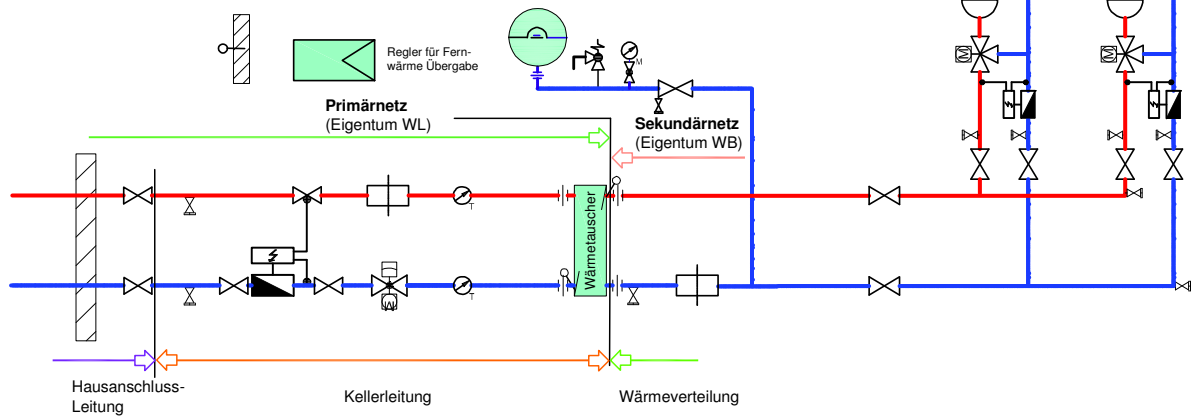 Regler für Fern-
wärme Übergabe
M
M
M
Primärnetz
(Eigentum WL)
Sekundärnetz
(Eigentum WB)
T
Wärmetauscher
M
T
Hausanschluss-
Leitung
Kellerleitung
Wärmeverteilung